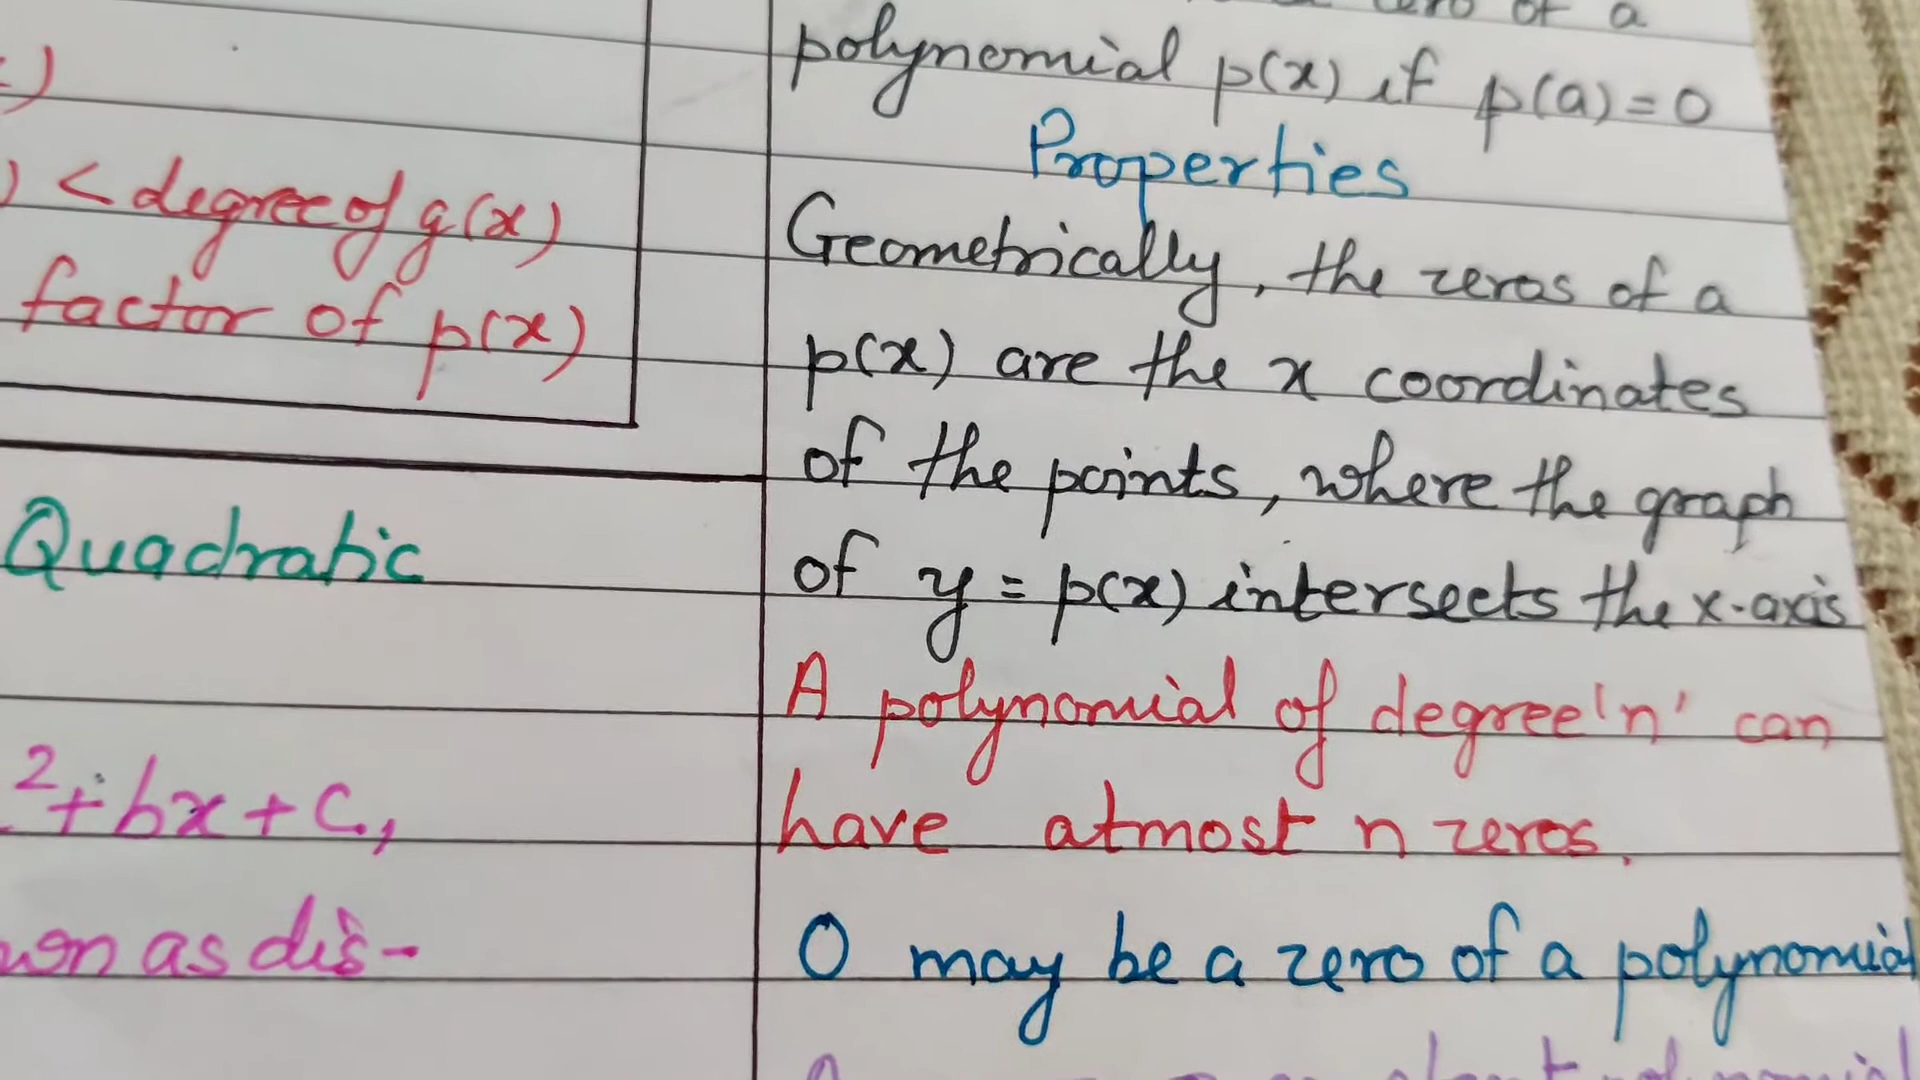 )
) < degree of g(x)
factor of p(x)
Quadratic
2 + bx + c,
as dis-
zero of a
polynomial p(x) if p(a) = 0
Properties
Geometrically, the zeros of a
p(x) are the x coordinates
of the points, where the graph
of y = p(x) intersects the x-axis
A polynomial of degree 'n' can
have atmost n zeros.
0 may be a zero of a polynomial